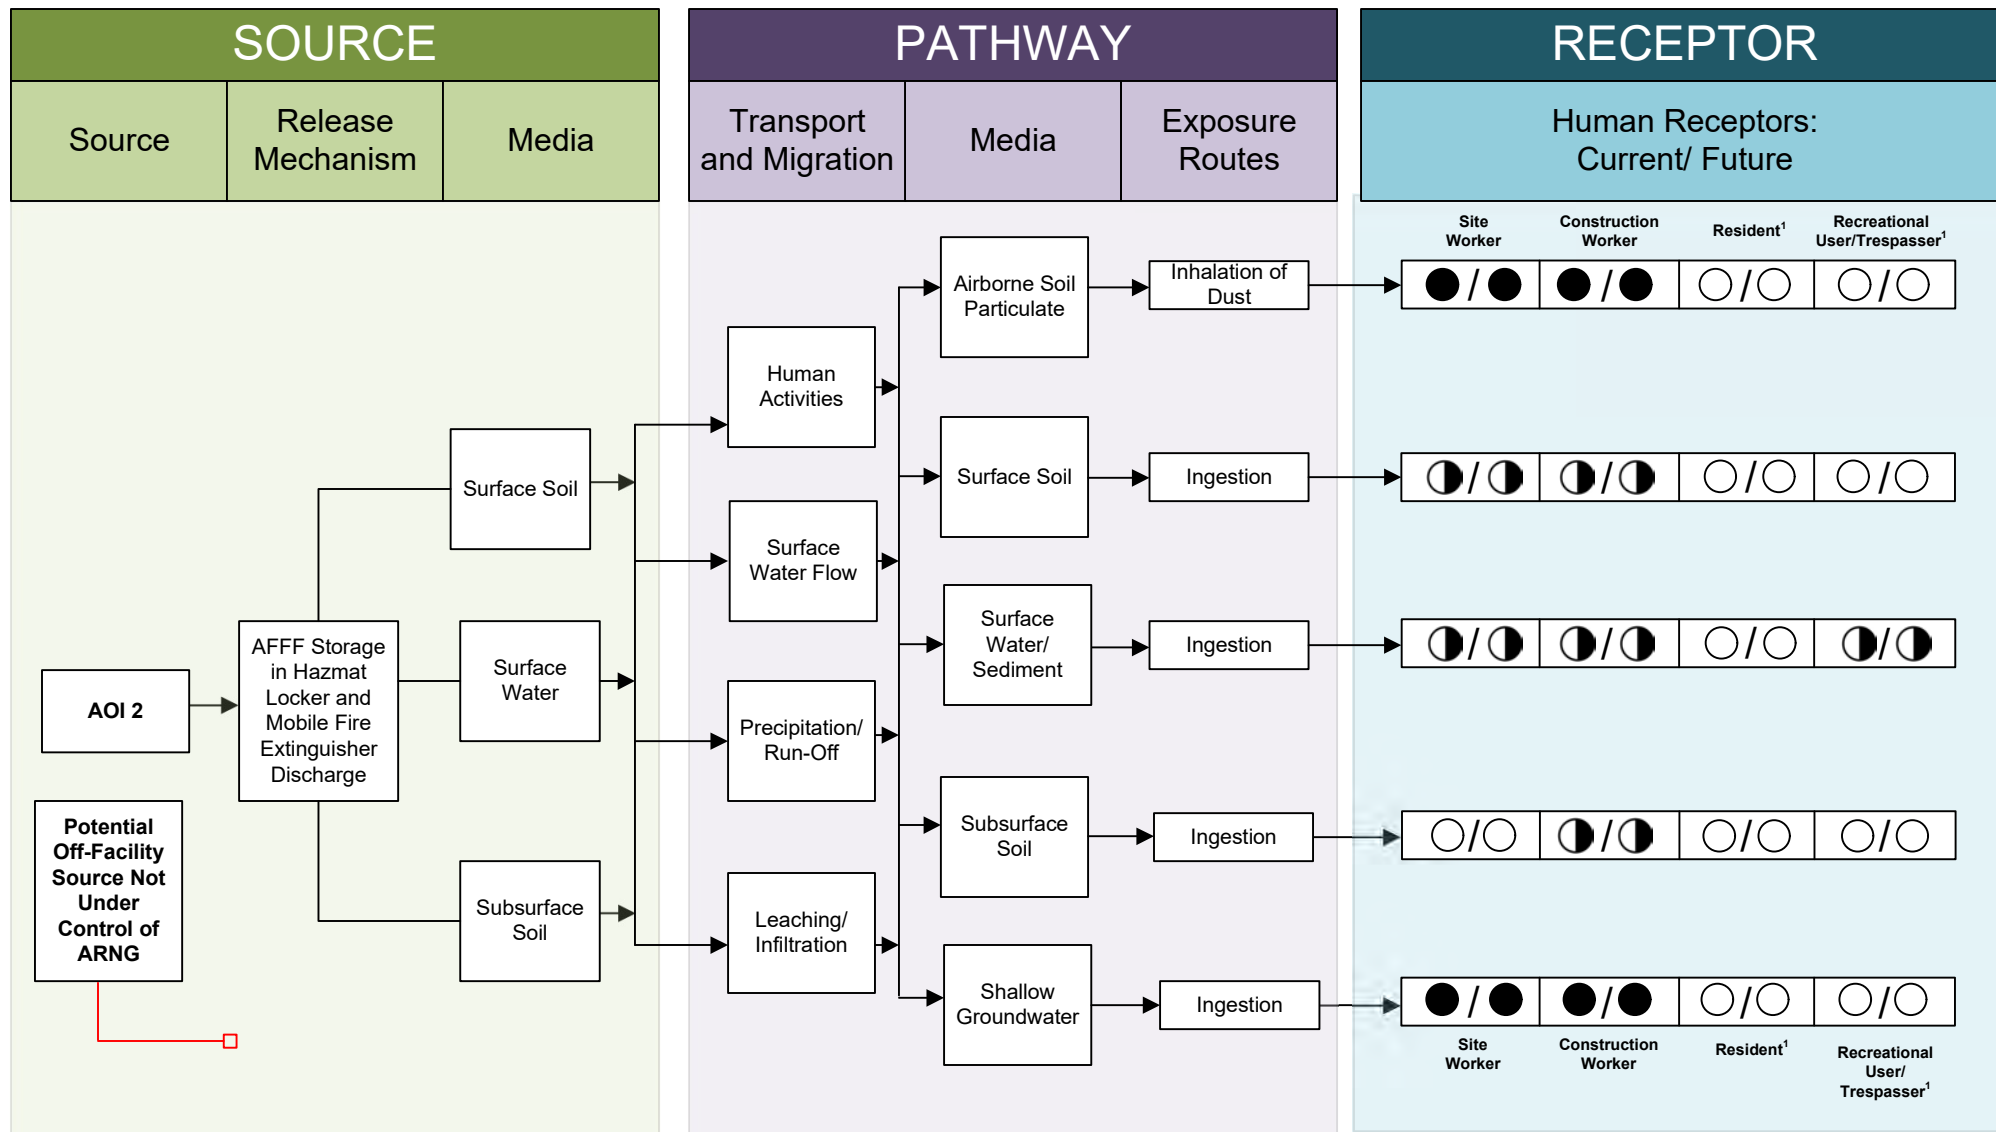 SOURCE
PATHWAY
RECEPTOR
Source
Release
Mechanism
Media
Transport
and Migration
Media
Exposure
Routes
Human Receptors:
Current/ Future
AOI 2
Potential
Off-Facility
Source Not
Under
Control of
ARNG
AFFF Storage
in Hazmat
Locker and
Mobile Fire
Extinguisher
Discharge
Surface Soil
Surface
Water
Subsurface
Soil
Human
Activities
Surface
Water Flow
Precipitation/
Run-Off
Leaching/
Infiltration
Airborne Soil
Particulate
Surface Soil
Surface
Water/
Sediment
Subsurface
Soil
Shallow
Groundwater
Inhalation of
Dust
Ingestion
Ingestion
Ingestion
Ingestion
Site
Worker
Construction
Worker
Resident¹
Recreational
User/Trespasser¹
/ / / /
/ / / /
/ / / /
/ / / /
/ / / /
Site
Worker
Construction
Worker
Resident¹
Recreational
User/
Trespasser¹